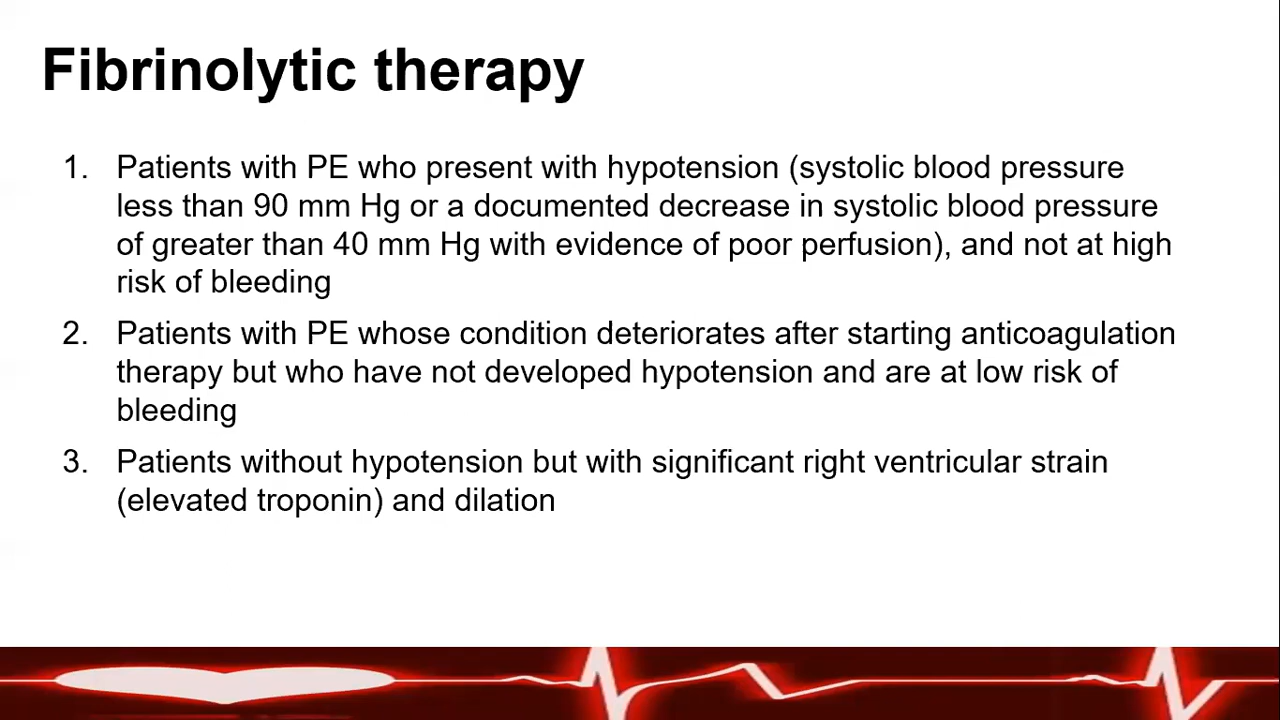 Fibrinolytic therapy
1. Patients with PE who present with hypotension (systolic blood pressure
less than 90 mm Hg or a documented decrease in systolic blood pressure
of greater than 40 mm Hg with evidence of poor perfusion), and not at high
risk of bleeding
2. Patients with PE whose condition deteriorates after starting anticoagulation
therapy but who have not developed hypotension and are at low risk of
bleeding
3. Patients without hypotension but with significant right ventricular strain
(elevated troponin) and dilation